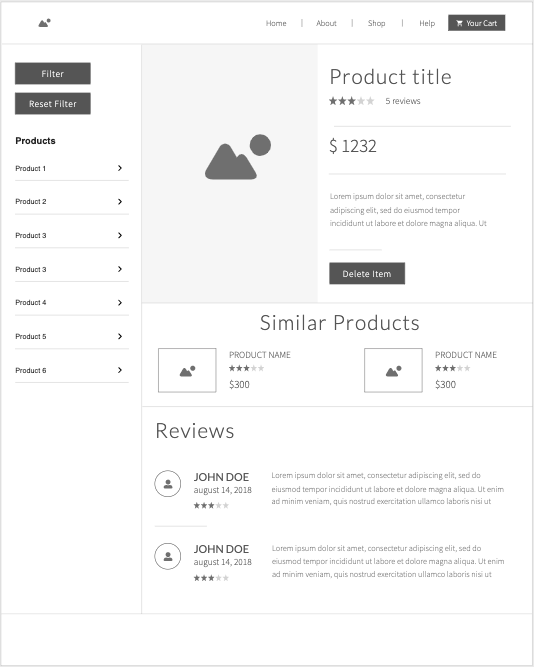 Home | About | Shop | Help Your Cart
Filter
Reset Filter
Products
Product 1
Product 2
Product 3
Product 3
Product 4
Product 5
Product 6
Product title
5 reviews
$ 1232
Lorem ipsum dolor sit amet, consectetur
adipiscing elit, sed do eiusmod tempor
incididunt ut labore et dolore magna aliqua. Ut
Delete Item
Similar Products
PRODUCT NAME
$300
PRODUCT NAME
$300
Reviews
JOHN DOE
august 14, 2018
Lorem ipsum dolor sit amet, consectetur adipiscing elit, sed do
eiusmod tempor incididunt ut labore et dolore magna aliqua. Ut enim
ad minim veniam, quis nostrud exercitation ullamco laboris nisi ut
JOHN DOE
august 14, 2018
Lorem ipsum dolor sit amet, consectetur adipiscing elit, sed do
eiusmod tempor incididunt ut labore et dolore magna aliqua. Ut enim
ad minim veniam, quis nostrud exercitation ullamco laboris nisi ut